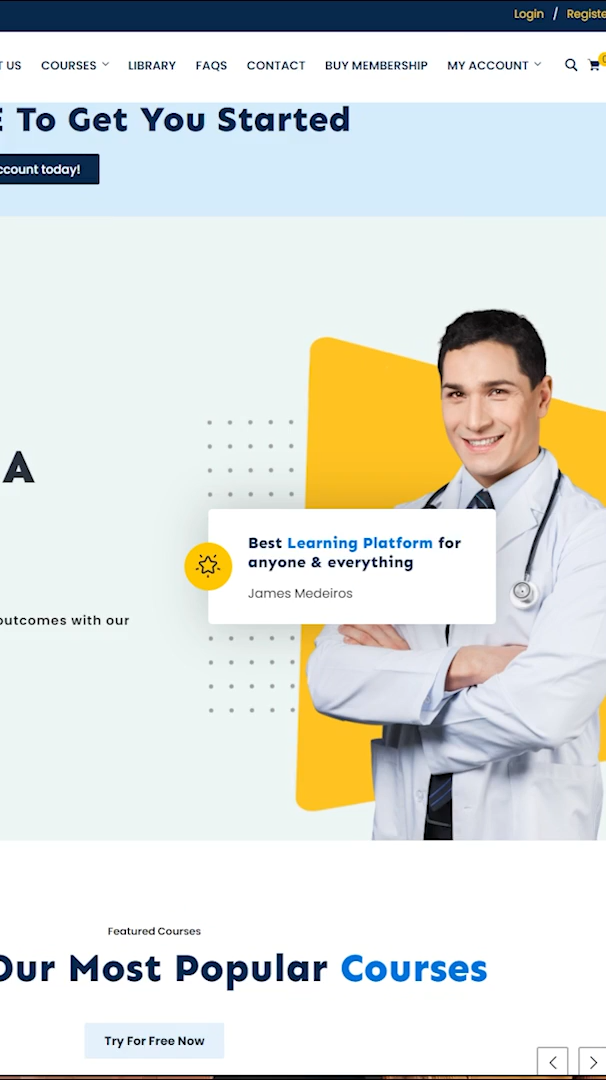 Login / Registe
T US COURSES LIBRARY FAQS CONTACT BUY MEMBERSHIP MY ACCOUNT
E To Get You Started
ccount today!
A
Best Learning Platform for
anyone & everything
James Medeiros
outcomes with our
Featured Courses
Our Most Popular Courses
Try For Free Now